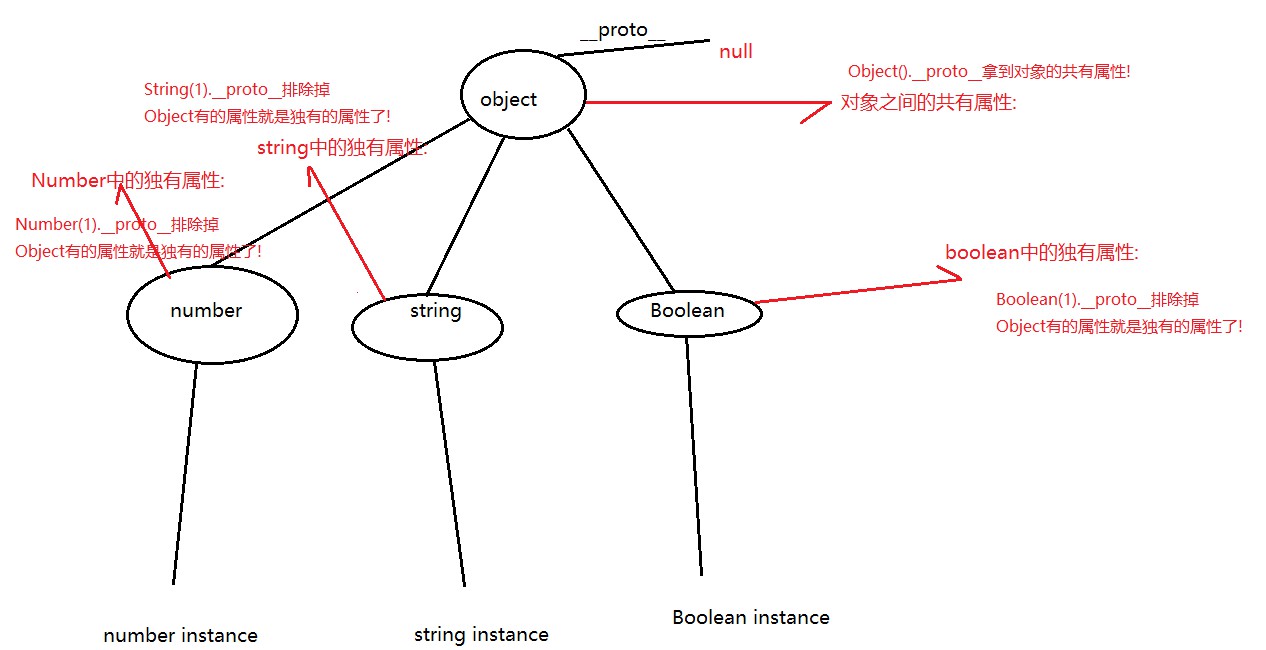 __proto__
null
object
Object().__proto__拿到对象的共有属性!
对象之间的共有属性:
String(1).__proto__排除掉
Object有的属性就是独有的属性了!
string中的独有属性:
Number中的独有属性:
Number(1).__proto__排除掉
Object有的属性就是独有的属性了!
boolean中的独有属性:
Boolean(1).__proto__排除掉
Object有的属性就是独有的属性了!
number
string
Boolean
number instance
string instance
Boolean instance